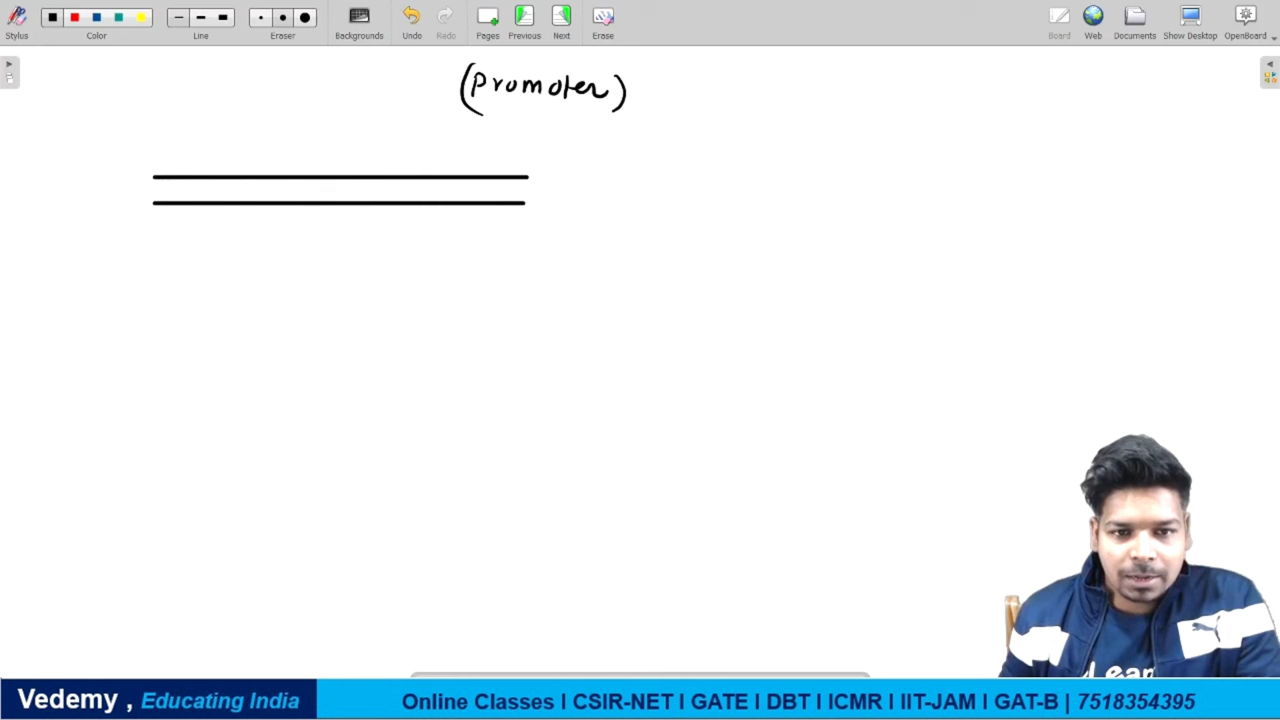 Stylus
Color
Line
Eraser
Backgrounds
Undo
Redo
Pages
Previous
Next
Erase
Board
Web
Documents
Show Desktop
OpenBoard
(Promoter)
Lear
Vedemy , Educating India
Online Classes I CSIR-NET I GATE I DBT I ICMR I IIT-JAM I GAT-B | 7518354395